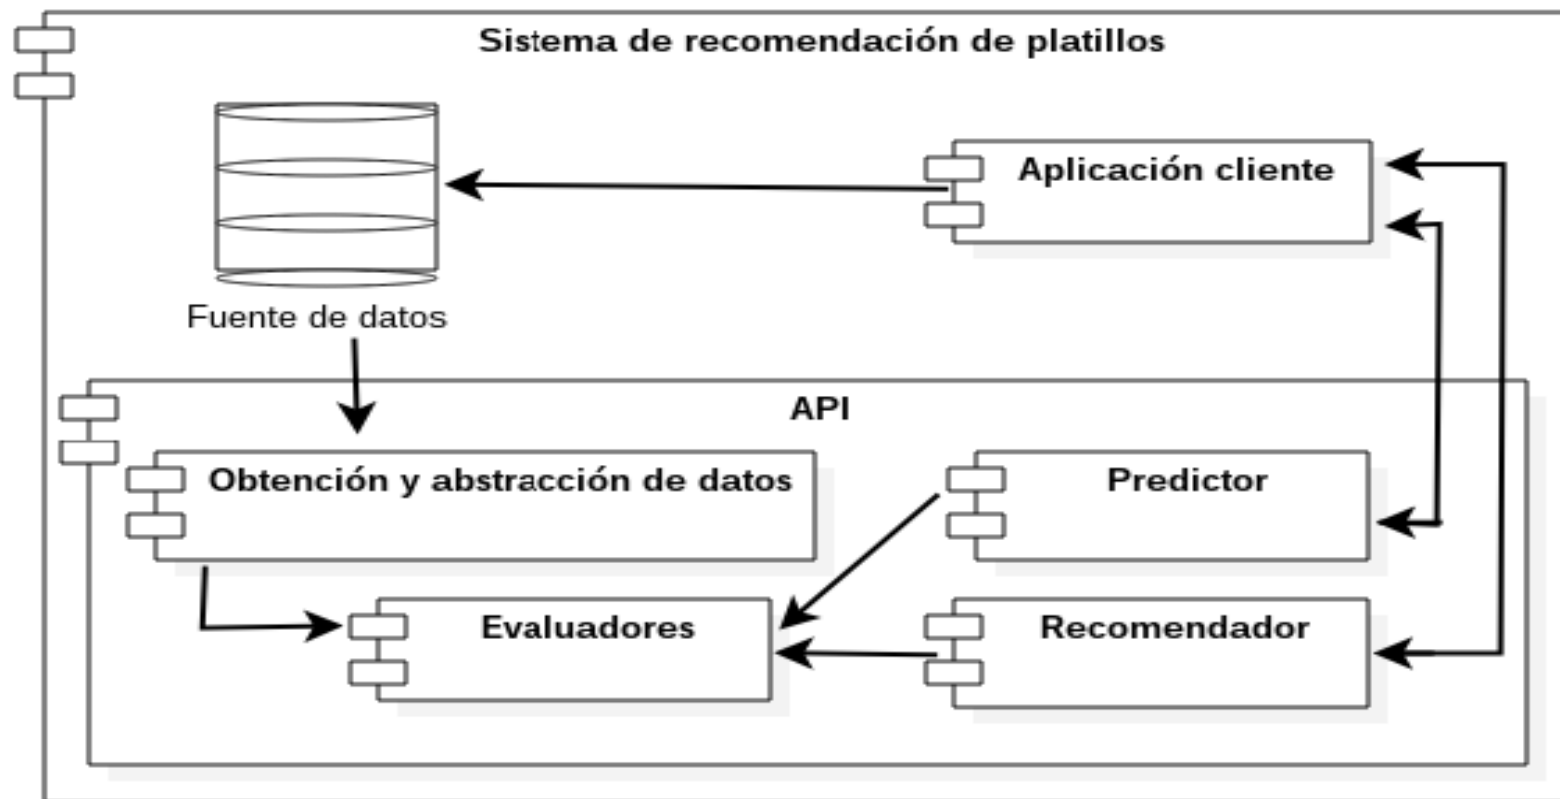 Sistema de recomendación de platillos
Aplicación cliente
Fuente de datos
API
Obtención y abstracción de datos
Predictor
Evaluadores
Recomendador